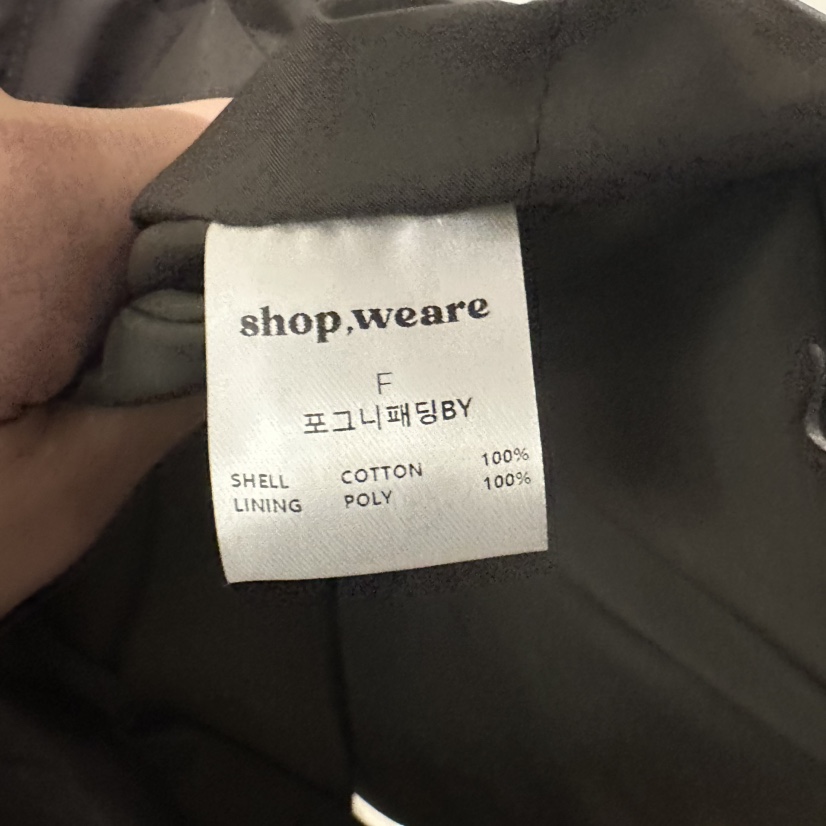 shop,weare
F
포그니패딩BY
SHELL COTTON 100%
LINING POLY 100%